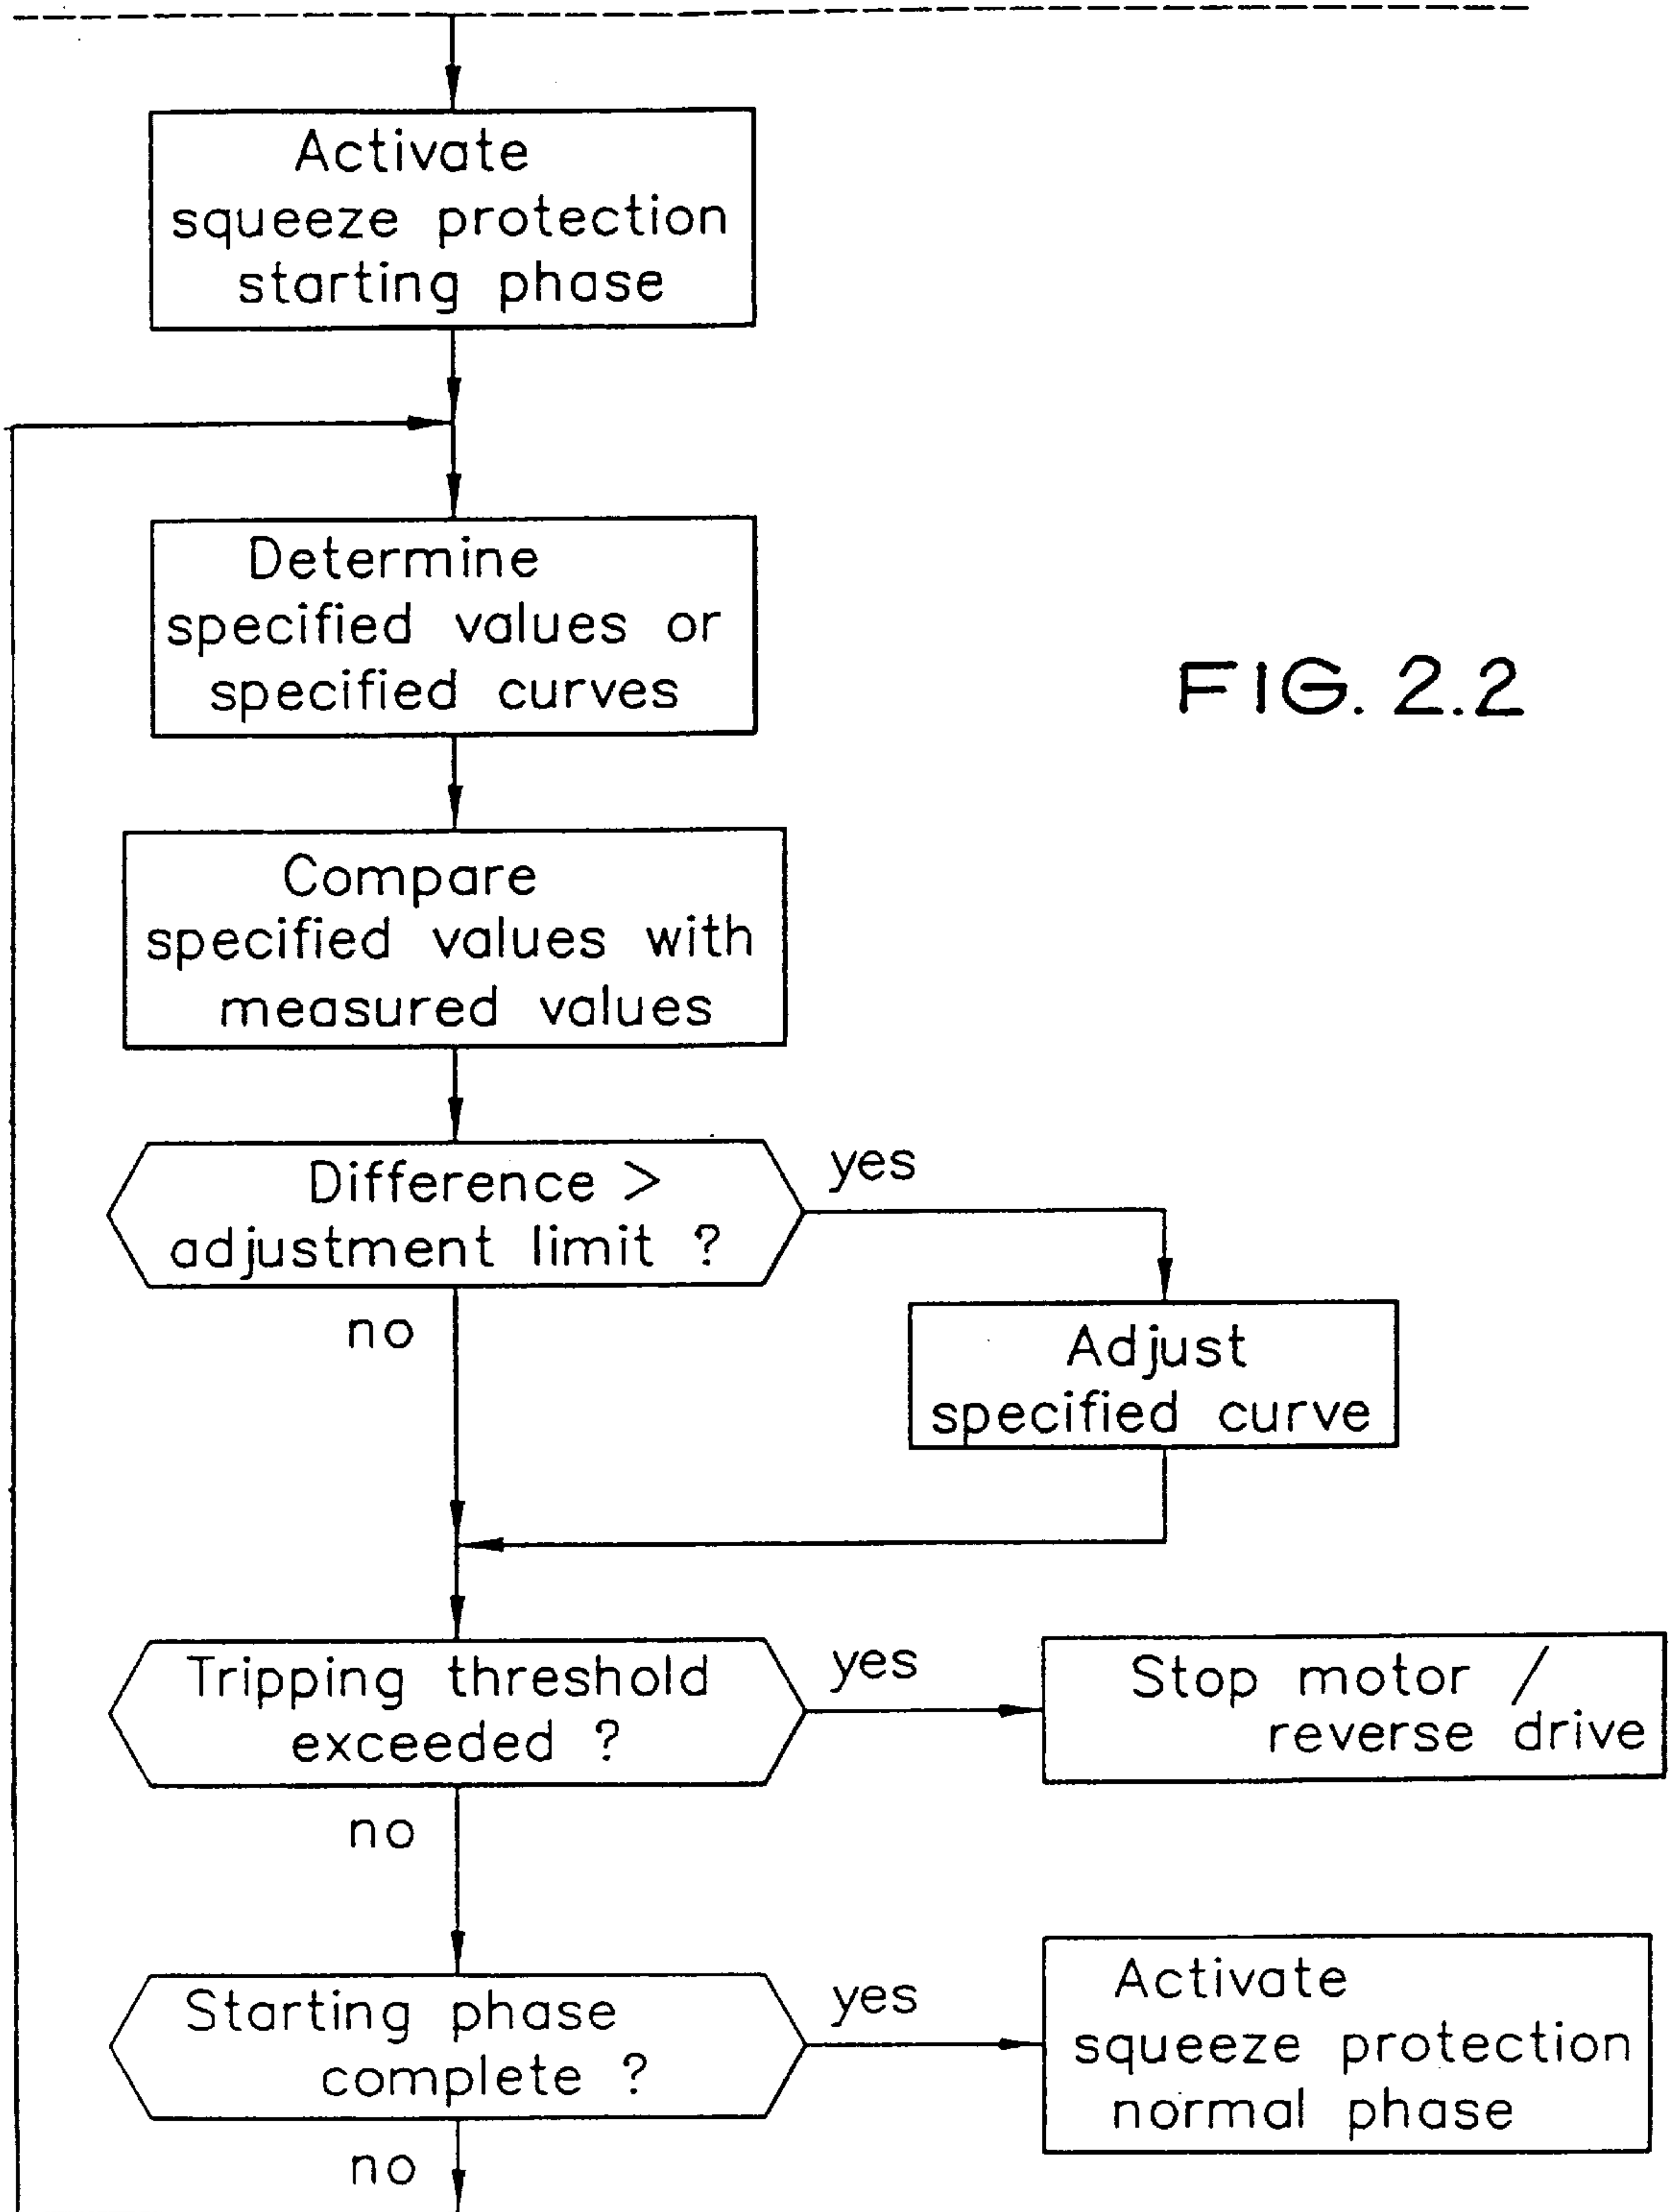 Activate
squeeze protection
starting phase
Determine
specified values or
specified curves
FIG. 2.2
Compare
specified values with
measured values
Difference >
adjustment limit ?
yes
no
Adjust
specified curve
Tripping threshold
exceeded ?
yes
Stop motor /
reverse drive
no
Starting phase
complete ?
yes
Activate
squeeze protection
normal phase
no